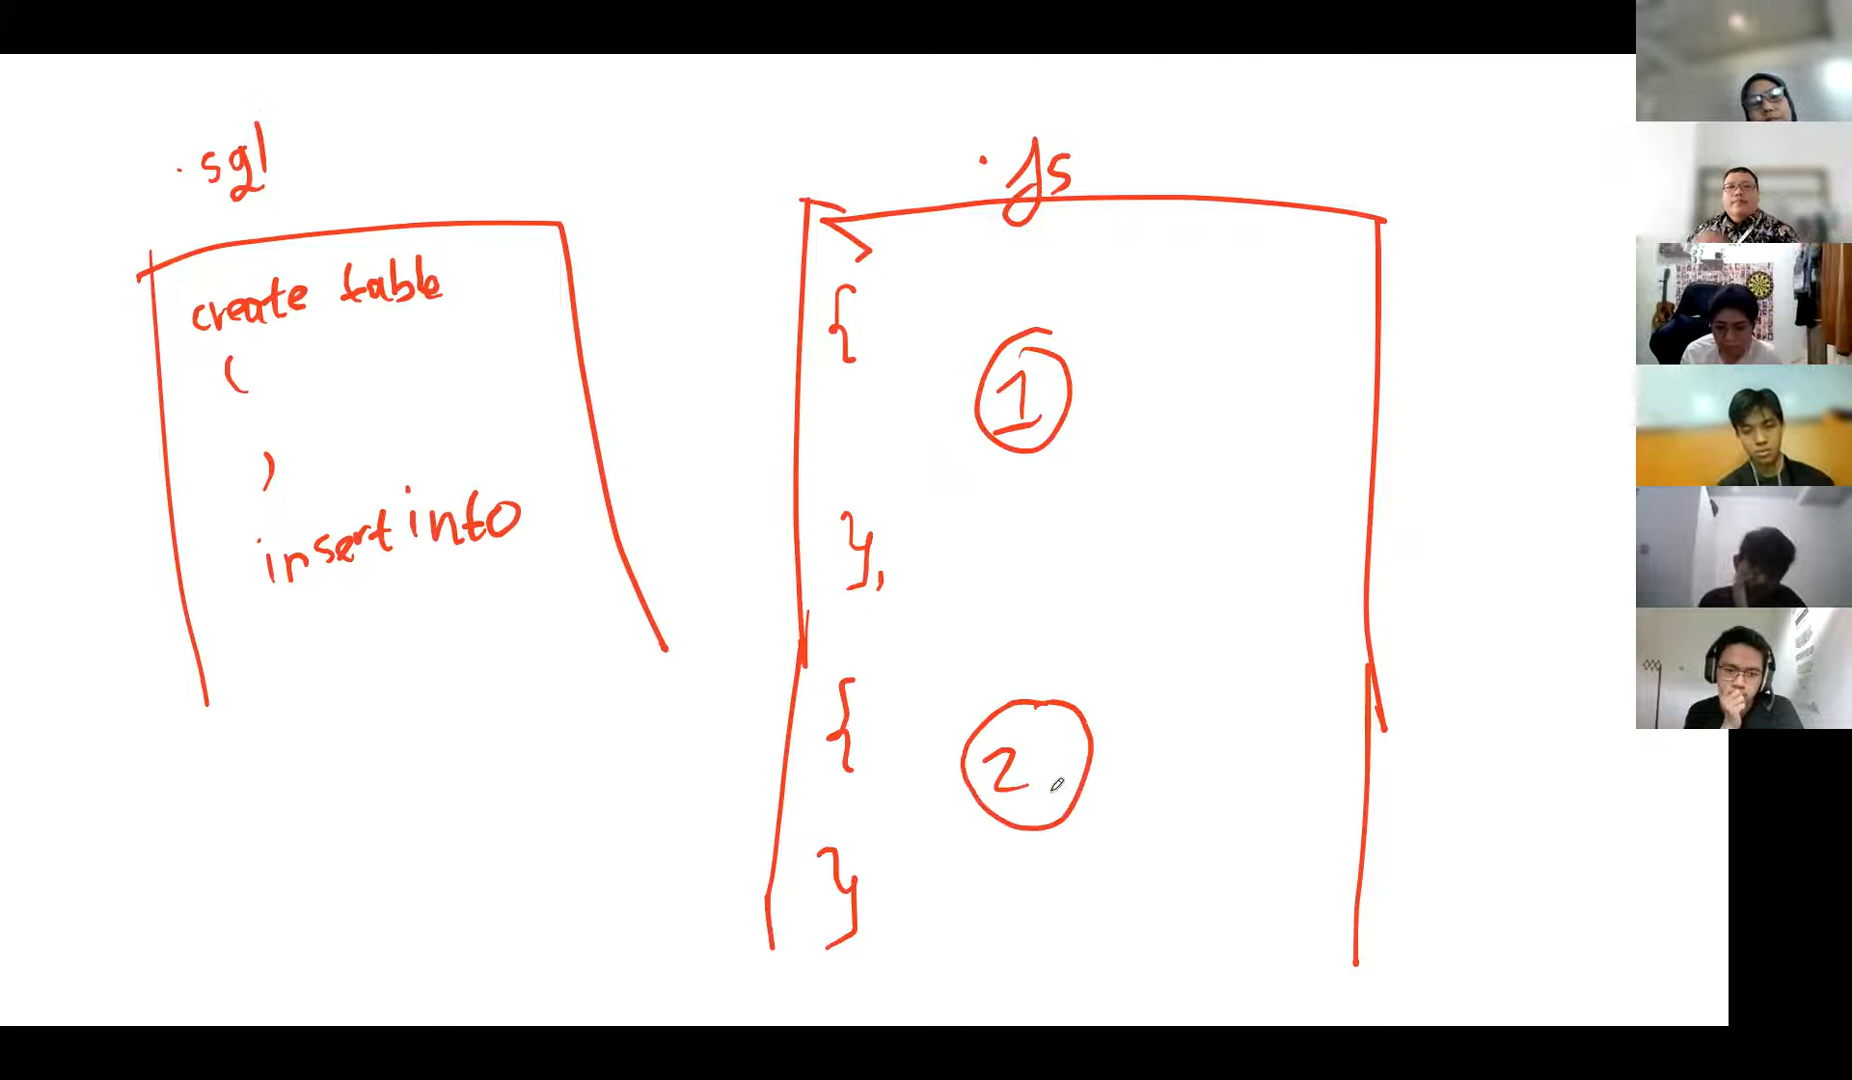 .sql
create table
(
)
insert into
.js
{
1
},
{
2
}